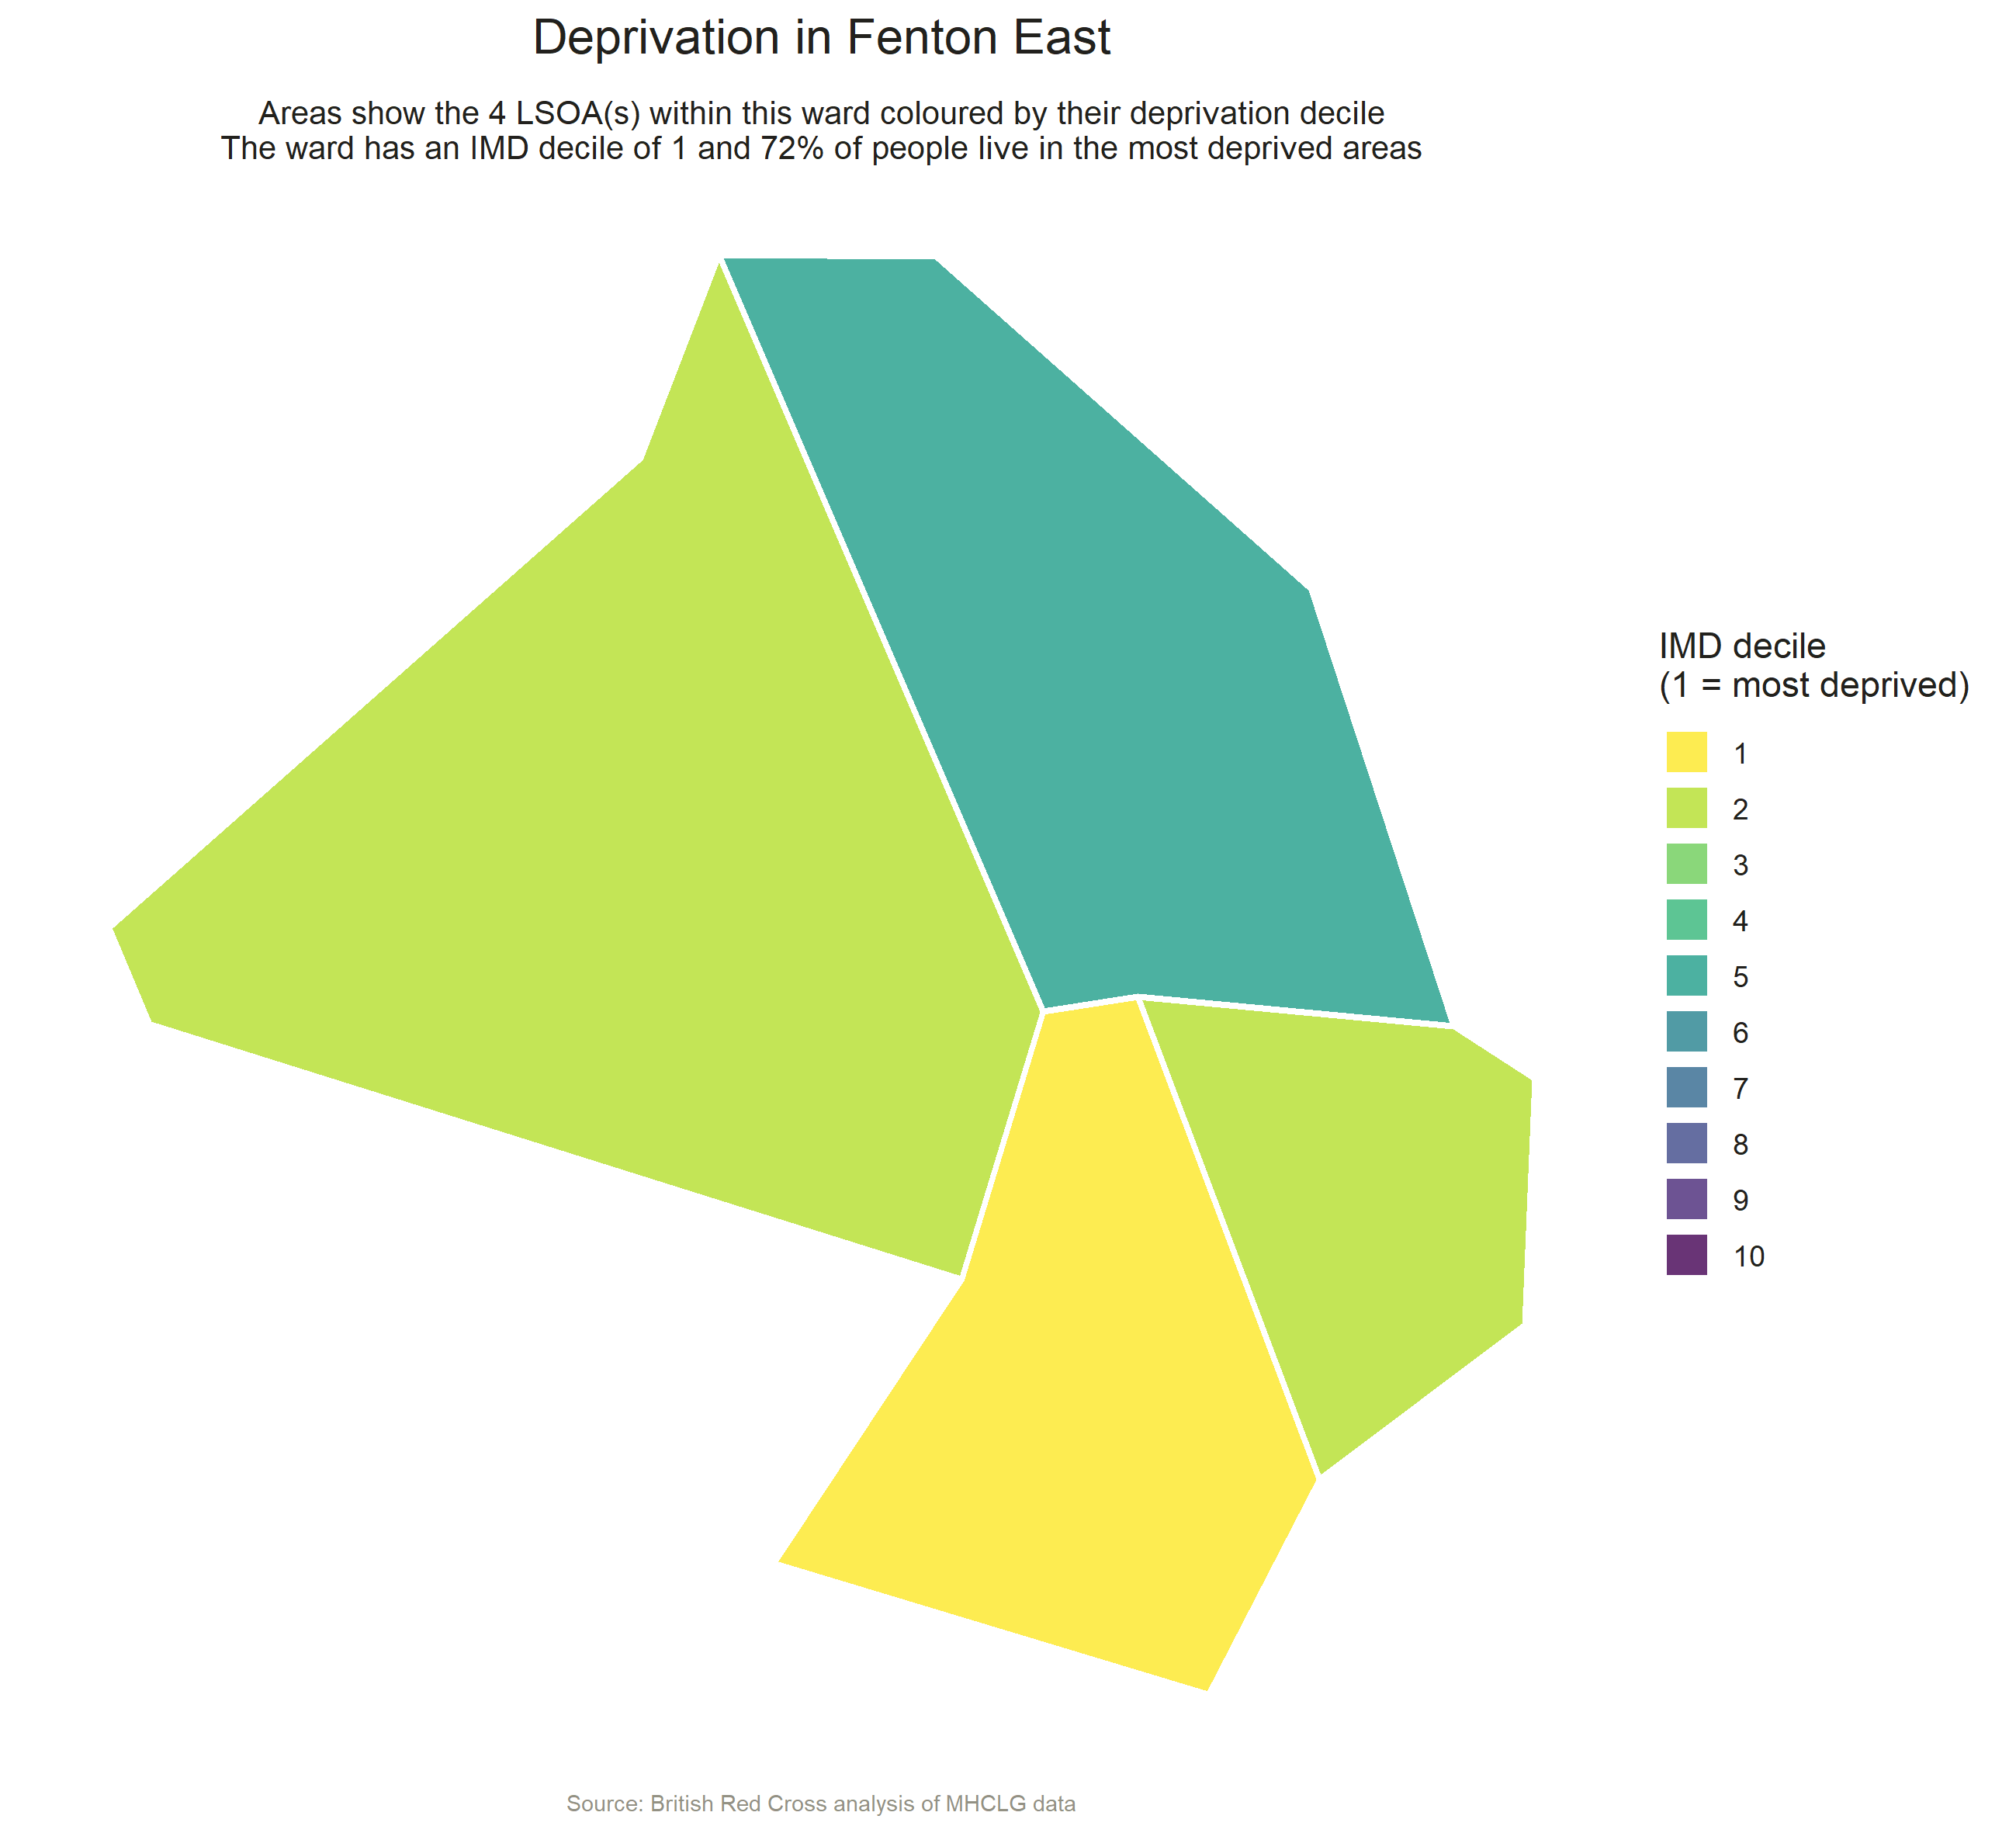 Deprivation in Fenton East
Areas show the 4 LSOA(s) within this ward coloured by their deprivation decile
The ward has an IMD decile of 1 and 72% of people live in the most deprived areas
IMD decile
(1 = most deprived)
1
2
3
4
5
6
7
8
9
10
Source: British Red Cross analysis of MHCLG data